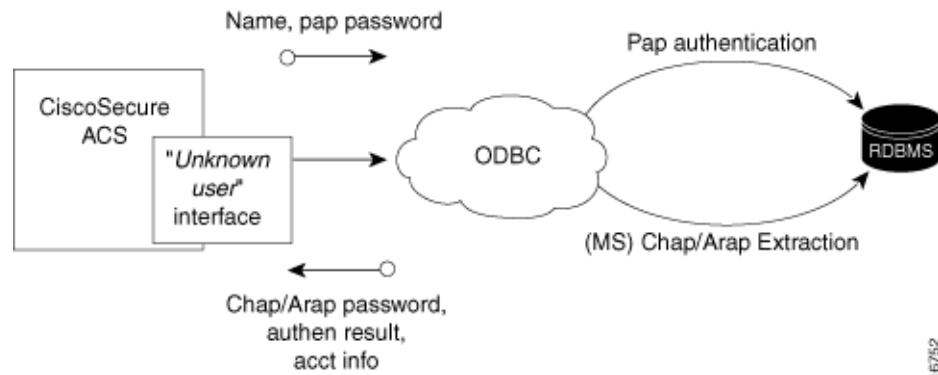 Name, pap password
Pap authentication
CiscoSecure
ACS
"Unknown
user"
interface
ODBC
RDBMS
(MS) Chap/Arap Extraction
Chap/Arap password,
authen result,
acct info
6752